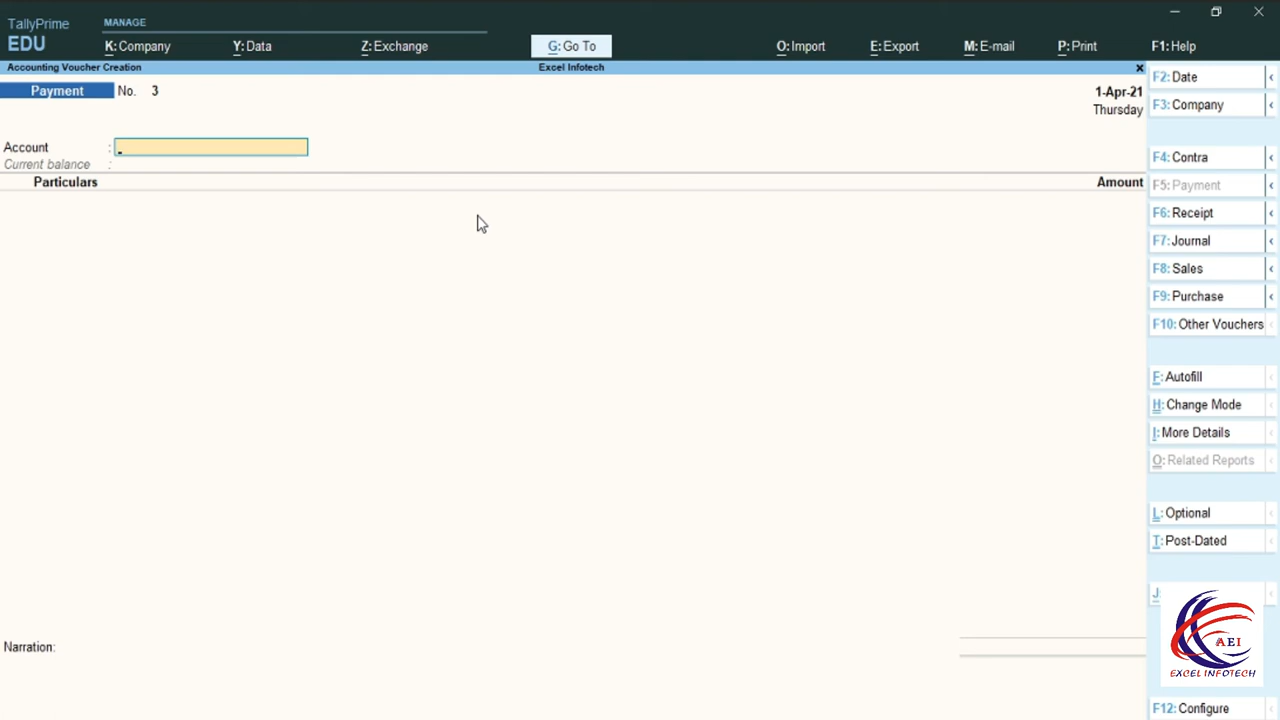 TallyPrime
EDU
MANAGE
K: Company
Y: Data
Z: Exchange
G: Go To
O: Import
E: Export
M: E-mail
P: Print
F1: Help
Accounting Voucher Creation
Excel Infotech
Payment No. 3
1-Apr-21
Thursday
Account :
Current balance :
Particulars
Amount
Narration:
F2: Date
F3: Company
F4: Contra
F5: Payment
F6: Receipt
F7: Journal
F8: Sales
F9: Purchase
F10: Other Vouchers
F: Autofill
H: Change Mode
I: More Details
O: Related Reports
L: Optional
T: Post-Dated
J:
AEI
EXCEL INFOTECH
F12: Configure